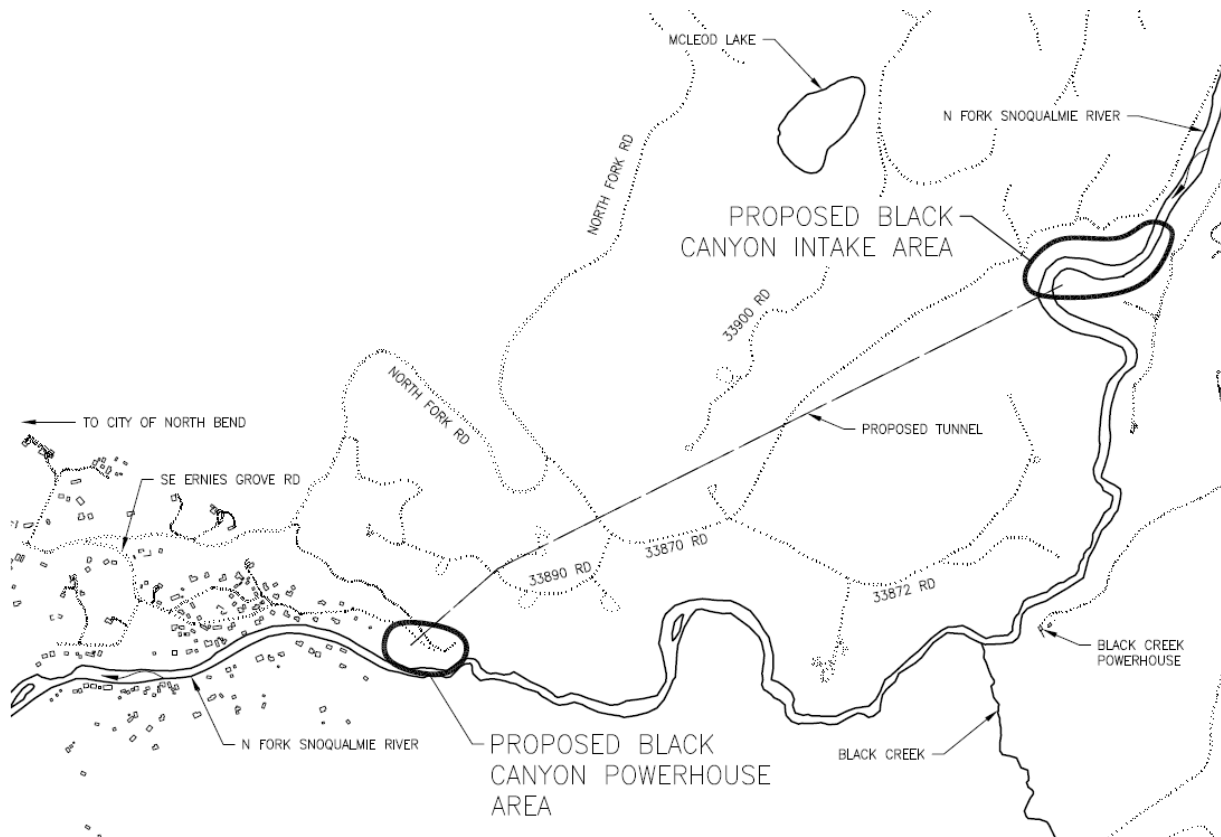 MCLEOD LAKE
N FORK SNOQUALMIE RIVER
NORTH FORK RD
PROPOSED BLACK
CANYON INTAKE AREA
33900 RD
NORTH FORK RD
TO CITY OF NORTH BEND
PROPOSED TUNNEL
SE ERNIES GROVE RD
33870 RD
33890 RD
33872 RD
BLACK CREEK
POWERHOUSE
N FORK SNOQUALMIE RIVER
PROPOSED BLACK
CANYON POWERHOUSE
AREA
BLACK CREEK